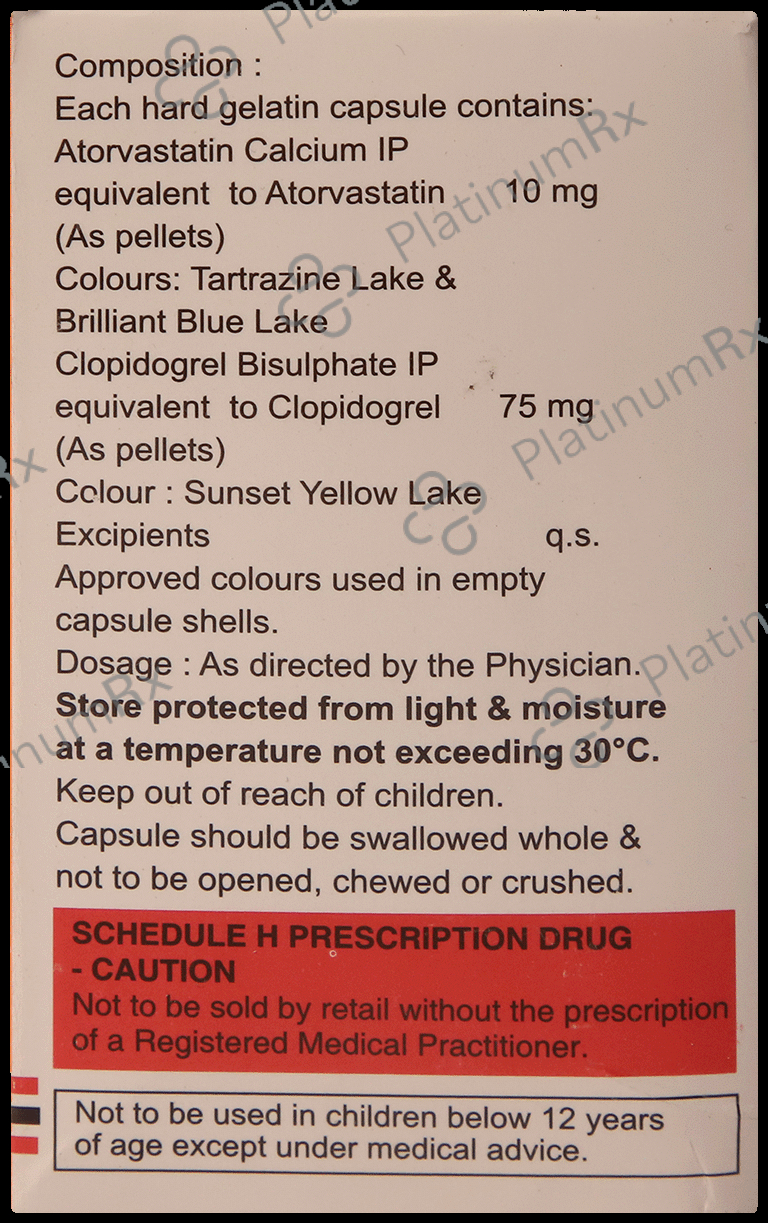 Composition :
Each hard gelatin capsule contains:
Atorvastatin Calcium IP
equivalent to Atorvastatin 10 mg
(As pellets)
Colours: Tartrazine Lake &
Brilliant Blue Lake
Clopidogrel Bisulphate IP
equivalent to Clopidogrel 75 mg
(As pellets)
Colour : Sunset Yellow Lake
Excipients q.s.
Approved colours used in empty
capsule shells.
Dosage : As directed by the Physician.
Store protected from light & moisture
at a temperature not exceeding 30°C.
Keep out of reach of children.
Capsule should be swallowed whole &
not to be opened, chewed or crushed.
SCHEDULE H PRESCRIPTION DRUG
- CAUTION
Not to be sold by retail without the prescription
of a Registered Medical Practitioner.
Not to be used in children below 12 years
of age except under medical advice.
PlatinumRx
PlatinumRx